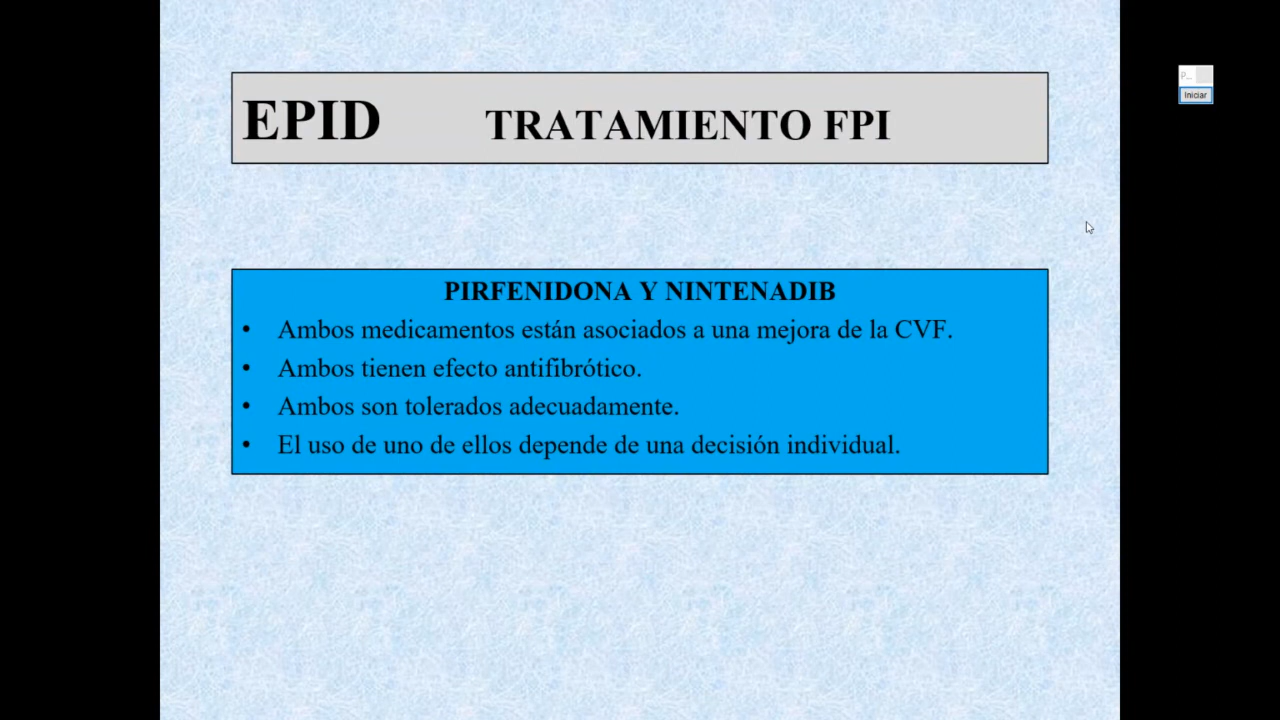 EPID TRATAMIENTO FPI
P...
Iniciar
PIRFENIDONA Y NINTENADIB
• Ambos medicamentos están asociados a una mejora de la CVF.
• Ambos tienen efecto antifibrótico.
• Ambos son tolerados adecuadamente.
• El uso de uno de ellos depende de una decisión individual.